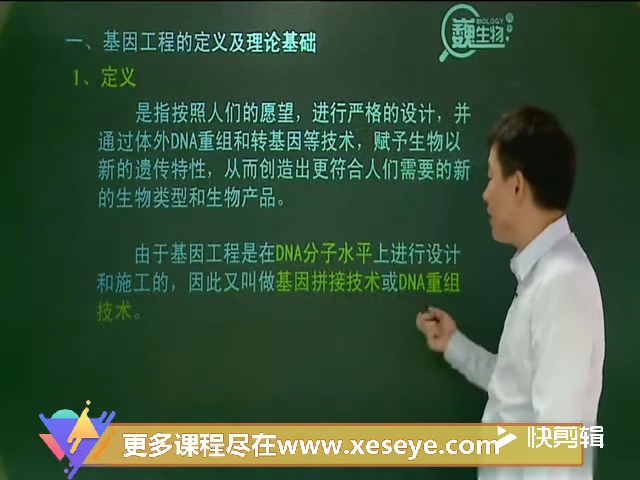 BIOLOGY
巍生物
一、基因工程的定义及理论基础
1、定义
是指按照人们的愿望，进行严格的设计，并
通过体外DNA重组和转基因等技术，赋予生物以
新的遗传特性，从而创造出更符合人们需要的新
的生物类型和生物产品。
由于基因工程是在DNA分子水平上进行设计
和施工的，因此又叫做基因拼接技术或DNA重组
技术。
更多课程尽在www.xeseye.com
快剪辑